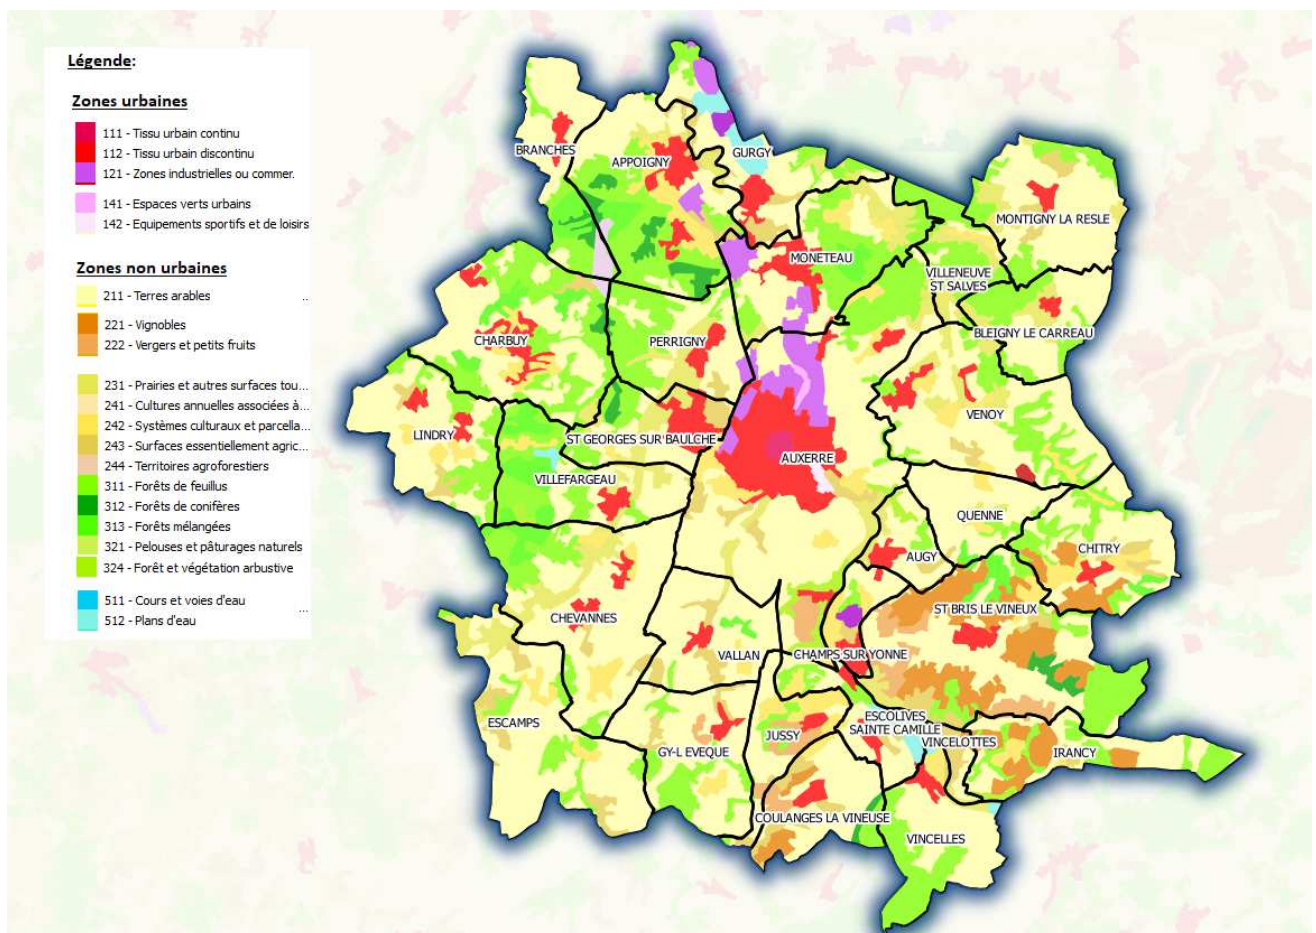 Légende:
Zones urbaines
111 - Tissu urbain continu
112 - Tissu urbain discontinu
121 - Zones industrielles ou commer.
141 - Espaces verts urbains
142 - Equipements sportifs et de loisirs
Zones non urbaines
211 - Terres arables
...
221 - Vignobles
222 - Vergers et petits fruits
231 - Prairies et autres surfaces tou...
241 - Cultures annuelles associées à...
242 - Systèmes culturaux et parcella...
243 - Surfaces essentiellement agric...
244 - Territoires agroforestiers
311 - Forêts de feuillus
312 - Forêts de conifères
313 - Forêts mélangées
321 - Pelouses et pâturages naturels
324 - Forêt et végétation arbustive
511 - Cours et voies d'eau
...
512 - Plans d'eau
BRANCHES
APPOIGNY
GURGY
MONTIGNY LA RESLE
MONETEAU
VILLENEUVE
ST SALVES
BLEIGNY LE CARREAU
CHARBUY
PERRIGNY
VENOY
LINDRY
ST GEORGES SUR BAULCHE
AUXERRE
VILLEFARGEAU
QUENNE
CHITRY
AUGY
ST BRIS LE VINEUX
CHEVANNES
VALLAN
CHAMPS SUR YONNE
ESCAMPS
GY-L EVEQUE
JUSSY
ESCOLIVES
SAINTE CAMILLE
VINCELOTTES
IRANCY
COULANGES LA VINEUSE
VINCELLES